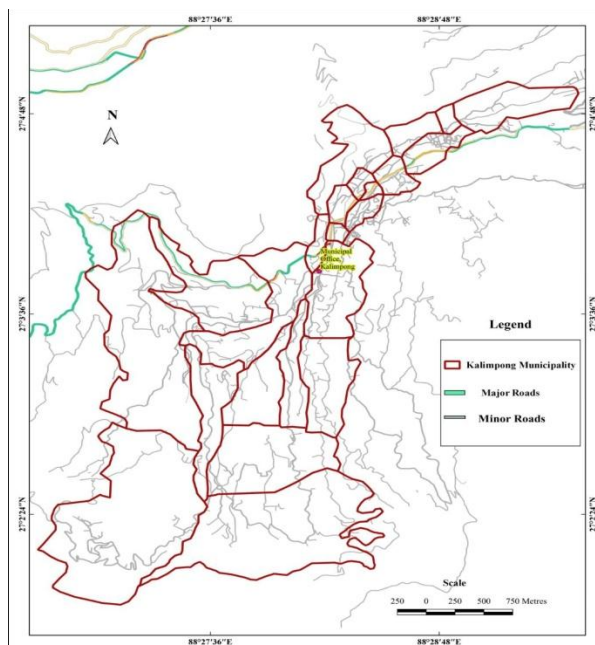 88°27'36"E 88°28'48"E
27°4'48"N 27°4'48"N
N
Municipal
Office,
Kalimpong
27°3'36"N 27°3'36"N
Legend
Kalimpong Municipality
Major Roads
Minor Roads
27°2'24"N 27°2'24"N
Scale
250 0 250 500 750 Metres
88°27'36"E 88°28'48"E